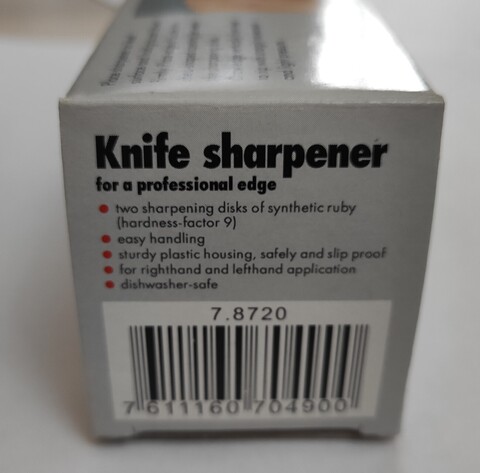 Knife sharpener
for a professional edge
• two sharpening disks of synthetic ruby
(hardness-factor 9)
• easy handling
• sturdy plastic housing, safely and slip proof
• for righthand and lefthand application
• dishwasher-safe
7.8720
7 611160 704900